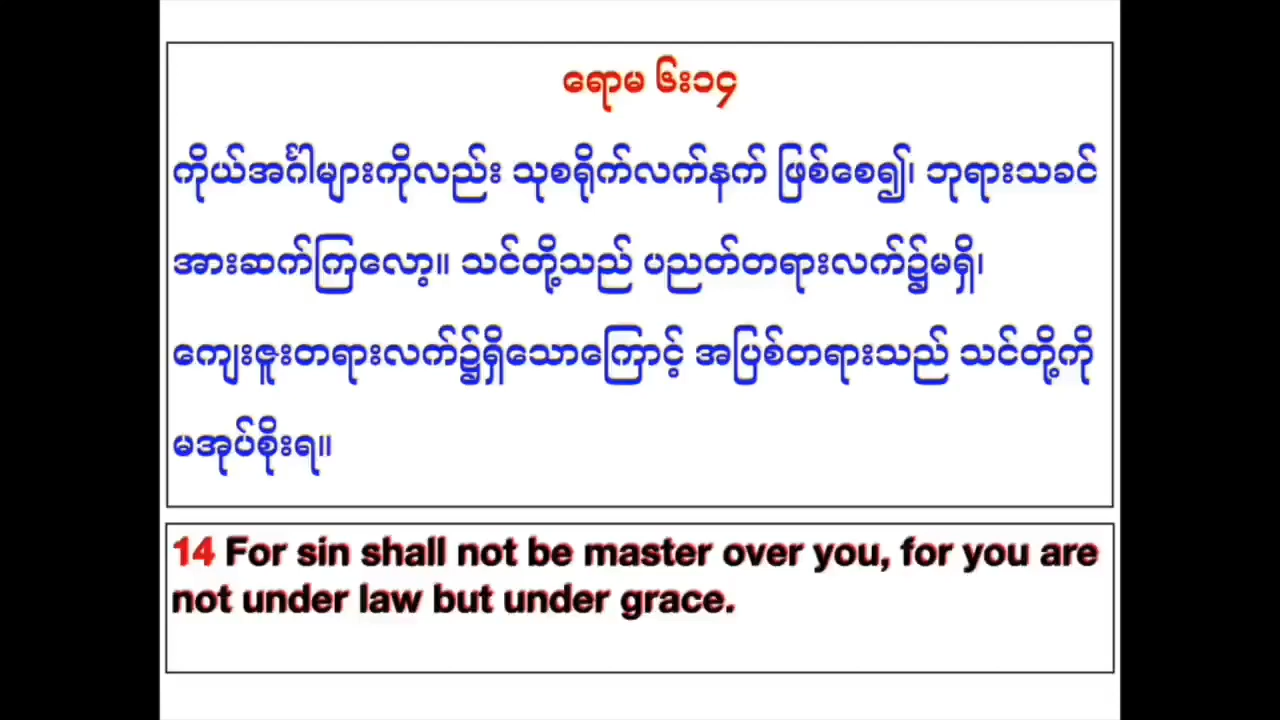 ရောမ ၆း၁၄
ကိုယ်အင်္ဂါများကိုလည်း သုစရိုက်လက်နက် ဖြစ်စေ၍၊ ဘုရားသခင်
အားဆက်ကြလော့။ သင်တို့သည် ပညတ်တရားလက်၌မရှိ၊
ကျေးဇူးတရားလက်၌ရှိသောကြောင့် အပြစ်တရားသည် သင်တို့ကို
မအုပ်စိုးရ။
14 For sin shall not be master over you, for you are
not under law but under grace.